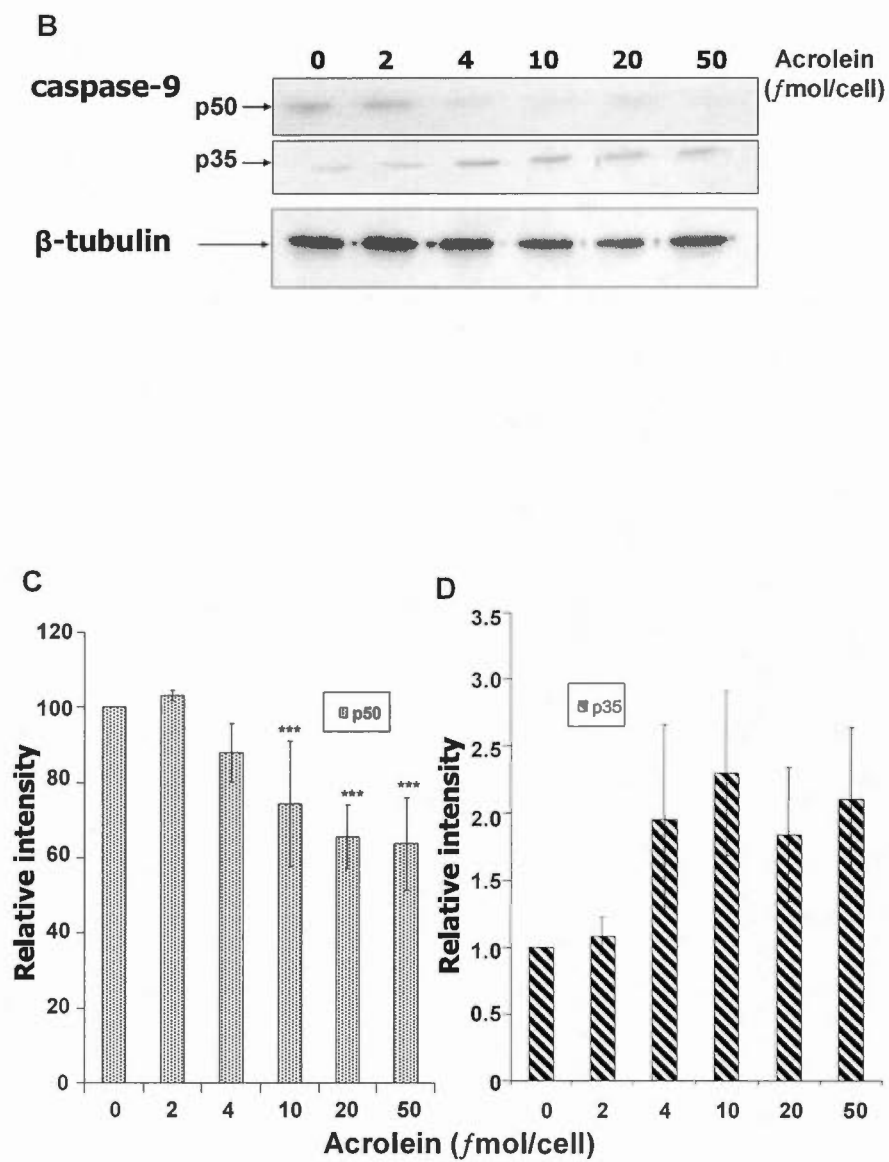 B
0 2 4 10 20 50 Acrolein
(ƒmol/cell)
caspase-9
p50
p35
β-tubulin
C
120
100
80
60
40
20
0
Relative intensity
p50
***
***
***
0 2 4 10 20 50
D
3.5
3.0
2.5
2.0
1.5
1.0
0.5
0
Relative intensity
p35
0 2 4 10 20 50
Acrolein (ƒmol/cell)